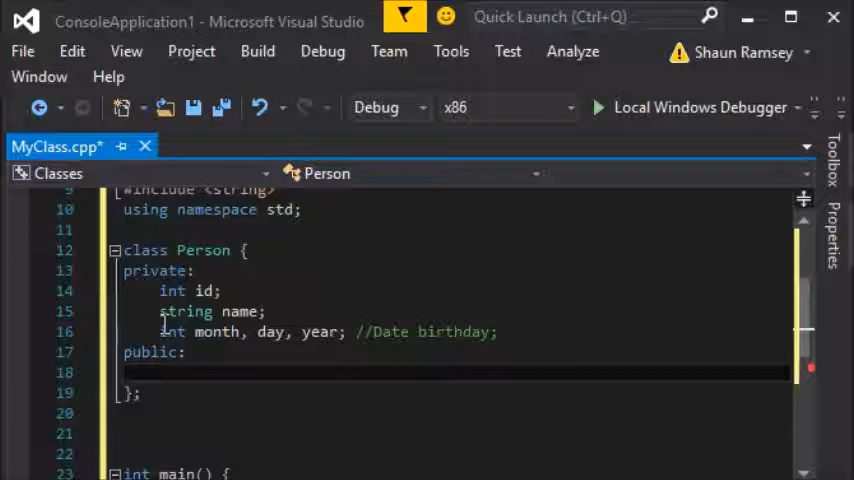 ConsoleApplication1 - Microsoft Visual Studio
Quick Launch (Ctrl+Q)
File Edit View Project Build Debug Team Tools Test Analyze
Shaun Ramsey
Window Help
Debug x86 Local Windows Debugger
MyClass.cpp*
Classes Person
Toolbox
Properties
9 #include <string>
10 using namespace std;
11
12 class Person {
13 private:
14 int id;
15 string name;
16 int month, day, year; //Date birthday;
17 public:
18
19 };
20
21
22
23 int main() {